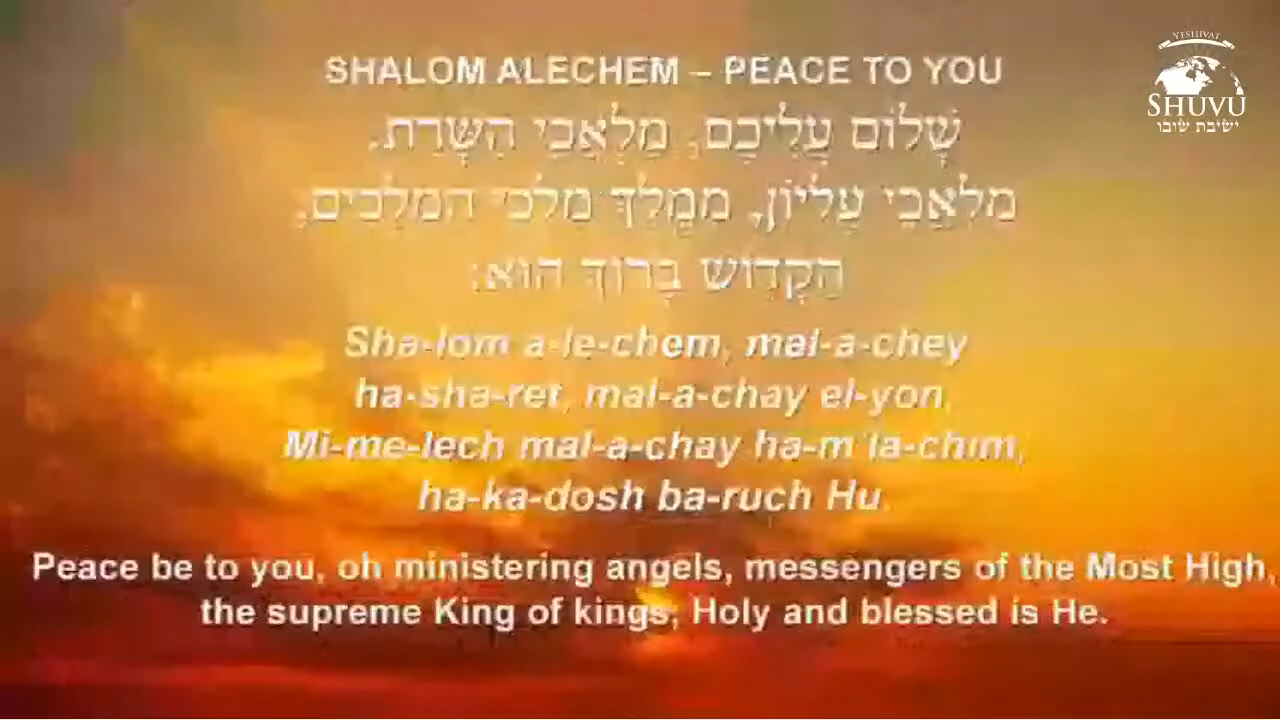 SHALOM ALECHEM – PEACE TO YOU
שָׁלוֹם עֲלֵיכֶם, מַלְאֲכֵי הַשָּׁרֵת.
מַלְאֲכֵי עֶלְיוֹן, מִמֶּלֶךְ מַלְכֵי הַמְּלָכִים,
הַקָּדוֹשׁ בָּרוּךְ הוּא:
Sha-lom a-le-chem, mal-a-chey
ha-sha-ret, mal-a-chay el-yon,
Mi-me-lech mal-a-chay ha-m'la-chim,
ha-ka-dosh ba-ruch Hu.
Peace be to you, oh ministering angels, messengers of the Most High,
the supreme King of kings; Holy and blessed is He.
YESHIVAT
SHUVU
ישיבת שובו